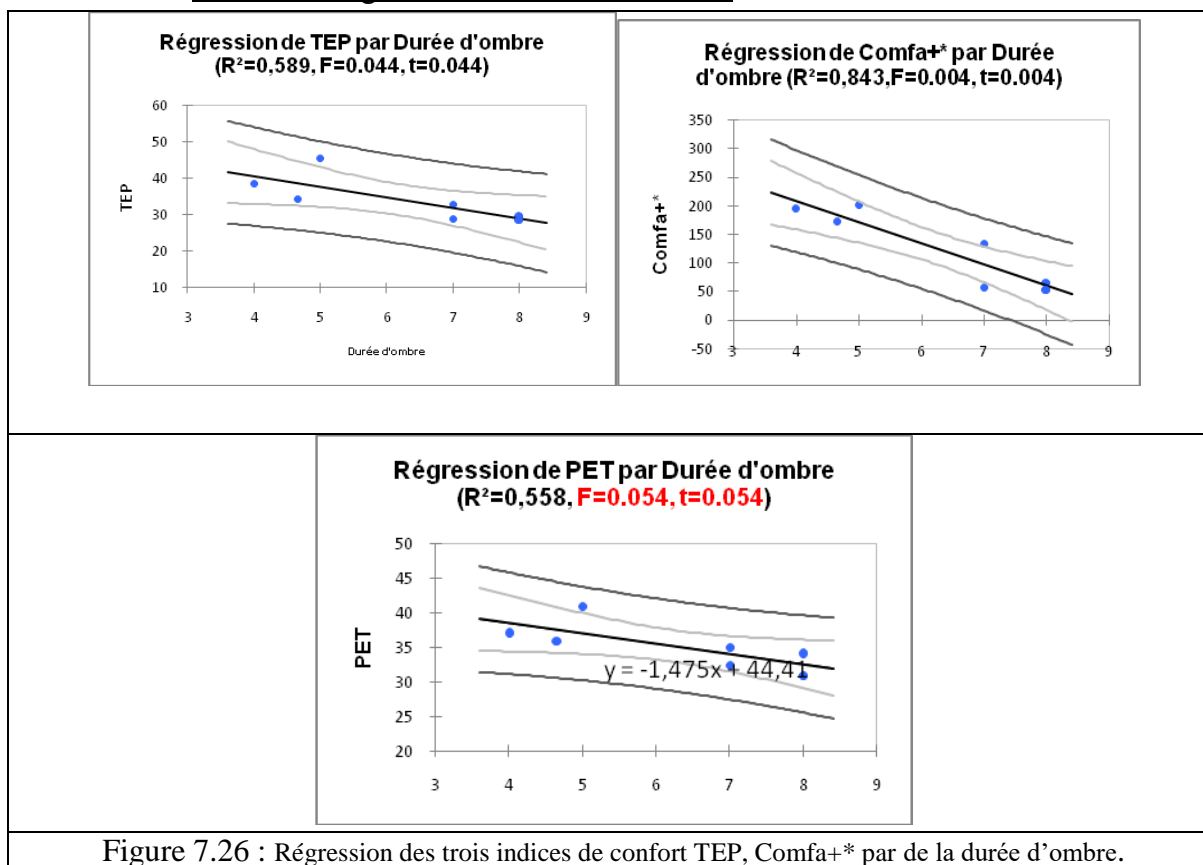 Régression de TEP par Durée d'ombre
(R²=0,589, F=0.044, t=0.044)
60
50
40
30
20
10
TEP
3 4 5 6 7 8 9
Durée d'ombre
Régression de Comfa+* par Durée
d'ombre (R²=0,843,F=0.004, t=0.004)
350
300
250
200
150
100
50
0
-50
Comfa+*
3 4 5 6 7 8 9
Régression de PET par Durée d'ombre
(R²=0,558, F=0.054, t=0.054)
50
45
40
35
30
25
20
PET
y = -1,475x + 44,41
3 4 5 6 7 8 9
Figure 7.26 : Régression des trois indices de confort TEP, Comfa+* par de la durée d’ombre.